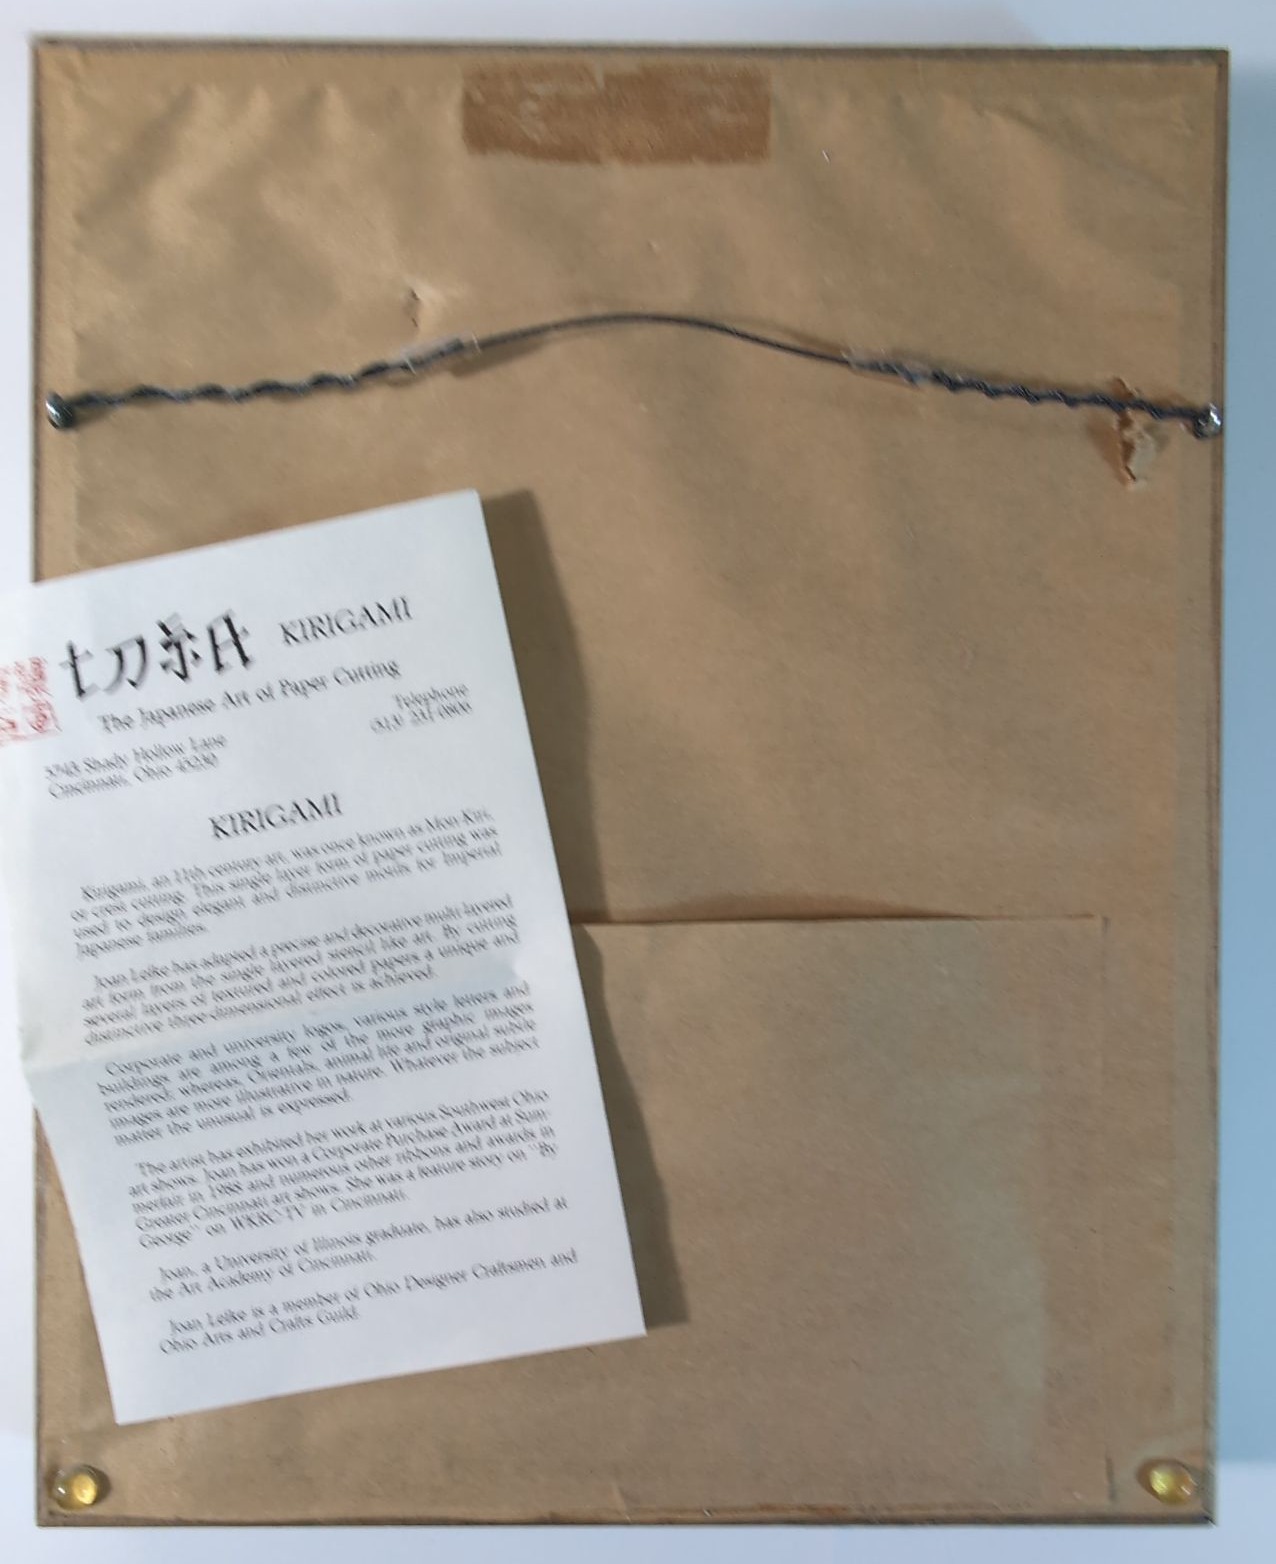 切紙 KIRIGAMI
The Japanese Art of Paper Cutting
Telephone
(513) 231-0806
Shady Hollow Lane
Cincinnati, Ohio 45230
KIRIGAMI
Kirigami, an 11th century art, was once known as Mon-Kiri,
or crest cutting. This single layer form of paper cutting was
used to design elegant and distinctive motifs for Imperial
Japanese families.
Joan Leike has adapted a precise and decorative multi-layered
art form from the single layered stencil like art. By cutting
several layers of textured and colored papers a unique and
distinctive three-dimensional effect is achieved.
Corporate and university logos, various style letters and
buildings are among a few of the more graphic images
rendered; whereas, Orientals, animal life and original subtle
images are more illustrative in nature. Whatever the subject
matter the unusual is expressed.
The artist has exhibited her work at various Southwest Ohio
art shows. Joan has won a Corporate Purchase Award at Sum-
merfair in 1988 and numerous other ribbons and awards in
Greater Cincinnati art shows. She was a feature story on "By
George" on WKRC-TV in Cincinnati.
Joan, a University of Illinois graduate, has also studied at
the Art Academy of Cincinnati.
Joan Leike is a member of Ohio Designer Craftsmen and
Ohio Arts and Crafts Guild.